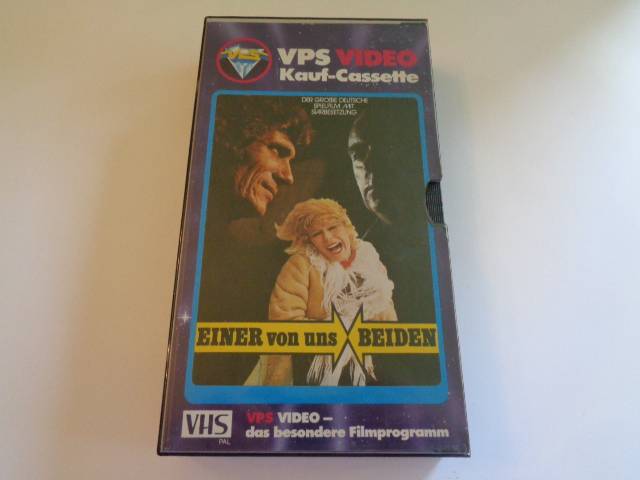 VPS
VPS VIDEO
Kauf-Cassette
DER GROßE DEUTSCHE
SPIELFILM MIT
STARBESETZUNG
EINER von uns BEIDEN
VHS
PAL
VPS VIDEO –
das besondere Filmprogramm